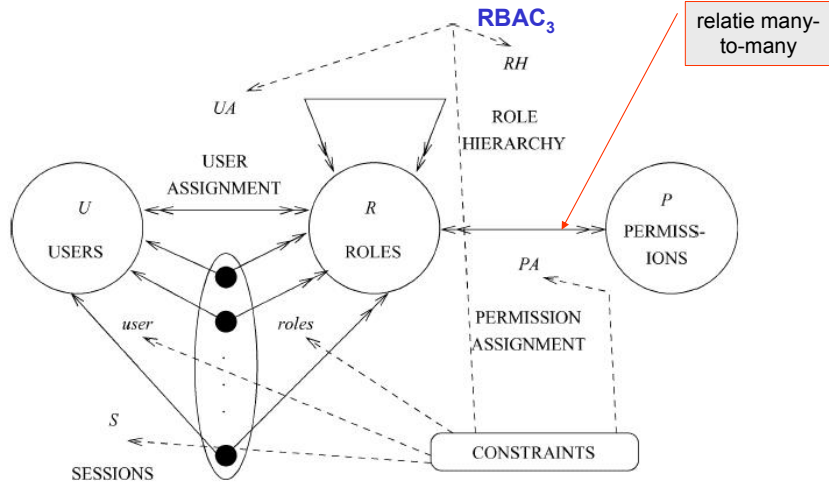 RBAC3
relatie many-
to-many
RH
UA
ROLE
HIERARCHY
USER
ASSIGNMENT
U
USERS
R
ROLES
P
PERMISS-
IONS
PA
user
roles
PERMISSION
ASSIGNMENT
S
SESSIONS
CONSTRAINTS